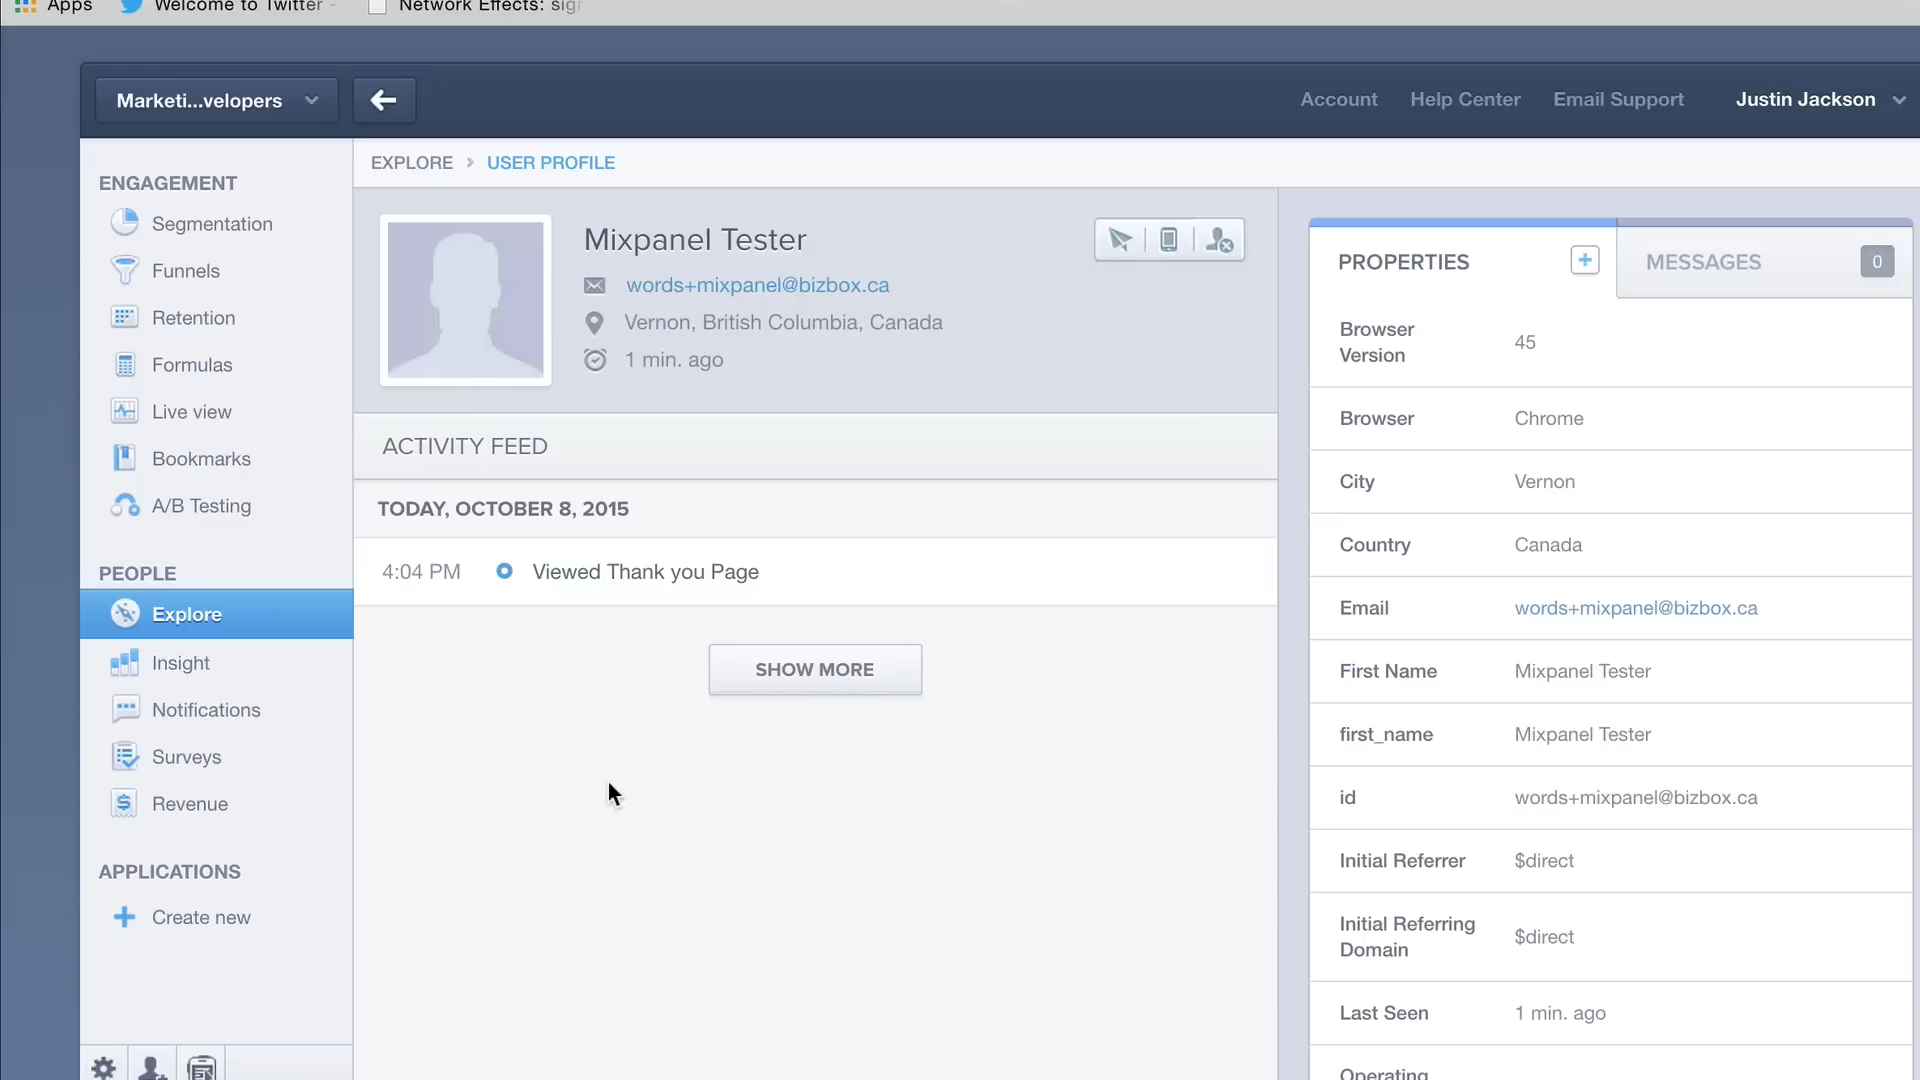 Apps Welcome to Twitter - Network Effects: sign
Marketi...velopers Account Help Center Email Support Justin Jackson
ENGAGEMENT
Segmentation
Funnels
Retention
Formulas
Live view
Bookmarks
A/B Testing
PEOPLE
Explore
Insight
Notifications
Surveys
Revenue
APPLICATIONS
Create new
EXPLORE > USER PROFILE
Mixpanel Tester
words+mixpanel@bizbox.ca
Vernon, British Columbia, Canada
1 min. ago
ACTIVITY FEED
TODAY, OCTOBER 8, 2015
4:04 PM Viewed Thank you Page
SHOW MORE
PROPERTIES + MESSAGES 0
Browser
Version 45
Browser Chrome
City Vernon
Country Canada
Email words+mixpanel@bizbox.ca
First Name Mixpanel Tester
first_name Mixpanel Tester
id words+mixpanel@bizbox.ca
Initial Referrer $direct
Initial Referring
Domain $direct
Last Seen 1 min. ago
Operating